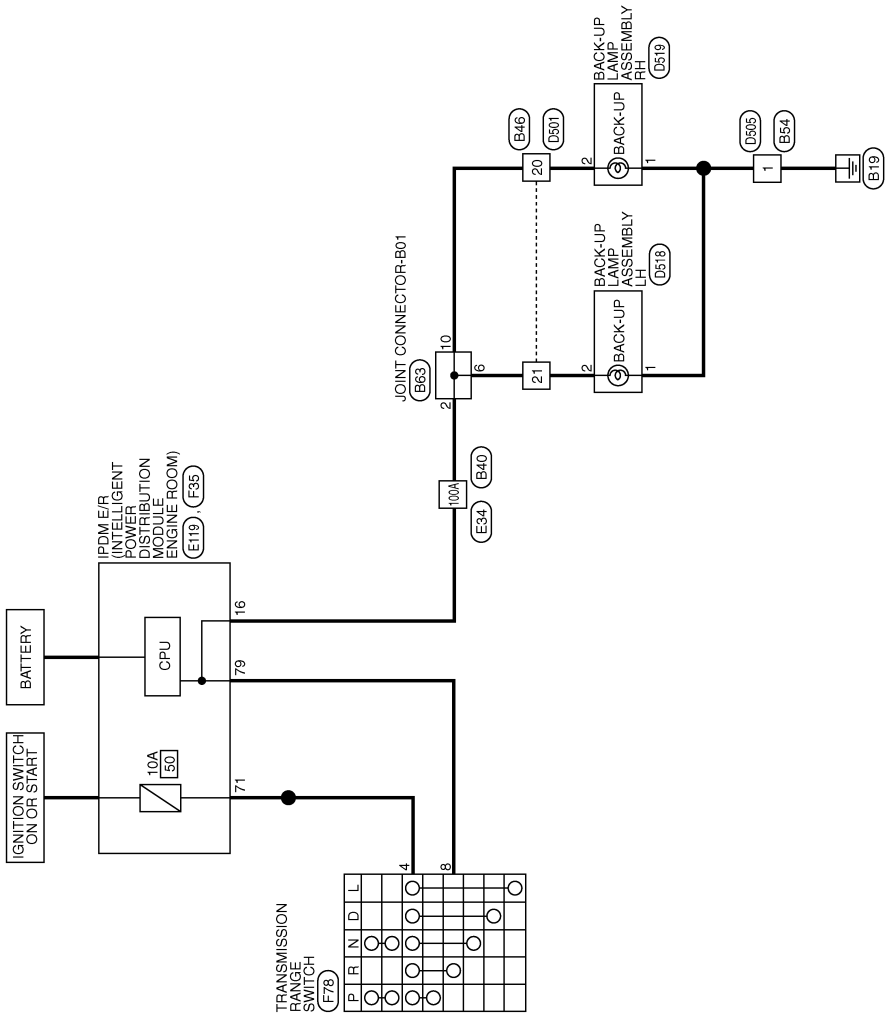 IGNITION SWITCH
ON OR START
BATTERY
IPDM E/R
(INTELLIGENT
POWER
DISTRIBUTION
MODULE
ENGINE ROOM)
E119 , F35
10A
50
CPU
71
79
16
TRANSMISSION
RANGE
SWITCH
F78
P R N D L
4
8
100A
E34
B40
JOINT CONNECTOR-B01
B63
2
10
6
21
20
B46
D501
BACK-UP
LAMP
ASSEMBLY
LH
D518
2
BACK-UP
1
BACK-UP
LAMP
ASSEMBLY
RH
D519
2
BACK-UP
1
D505
B54
1
B19